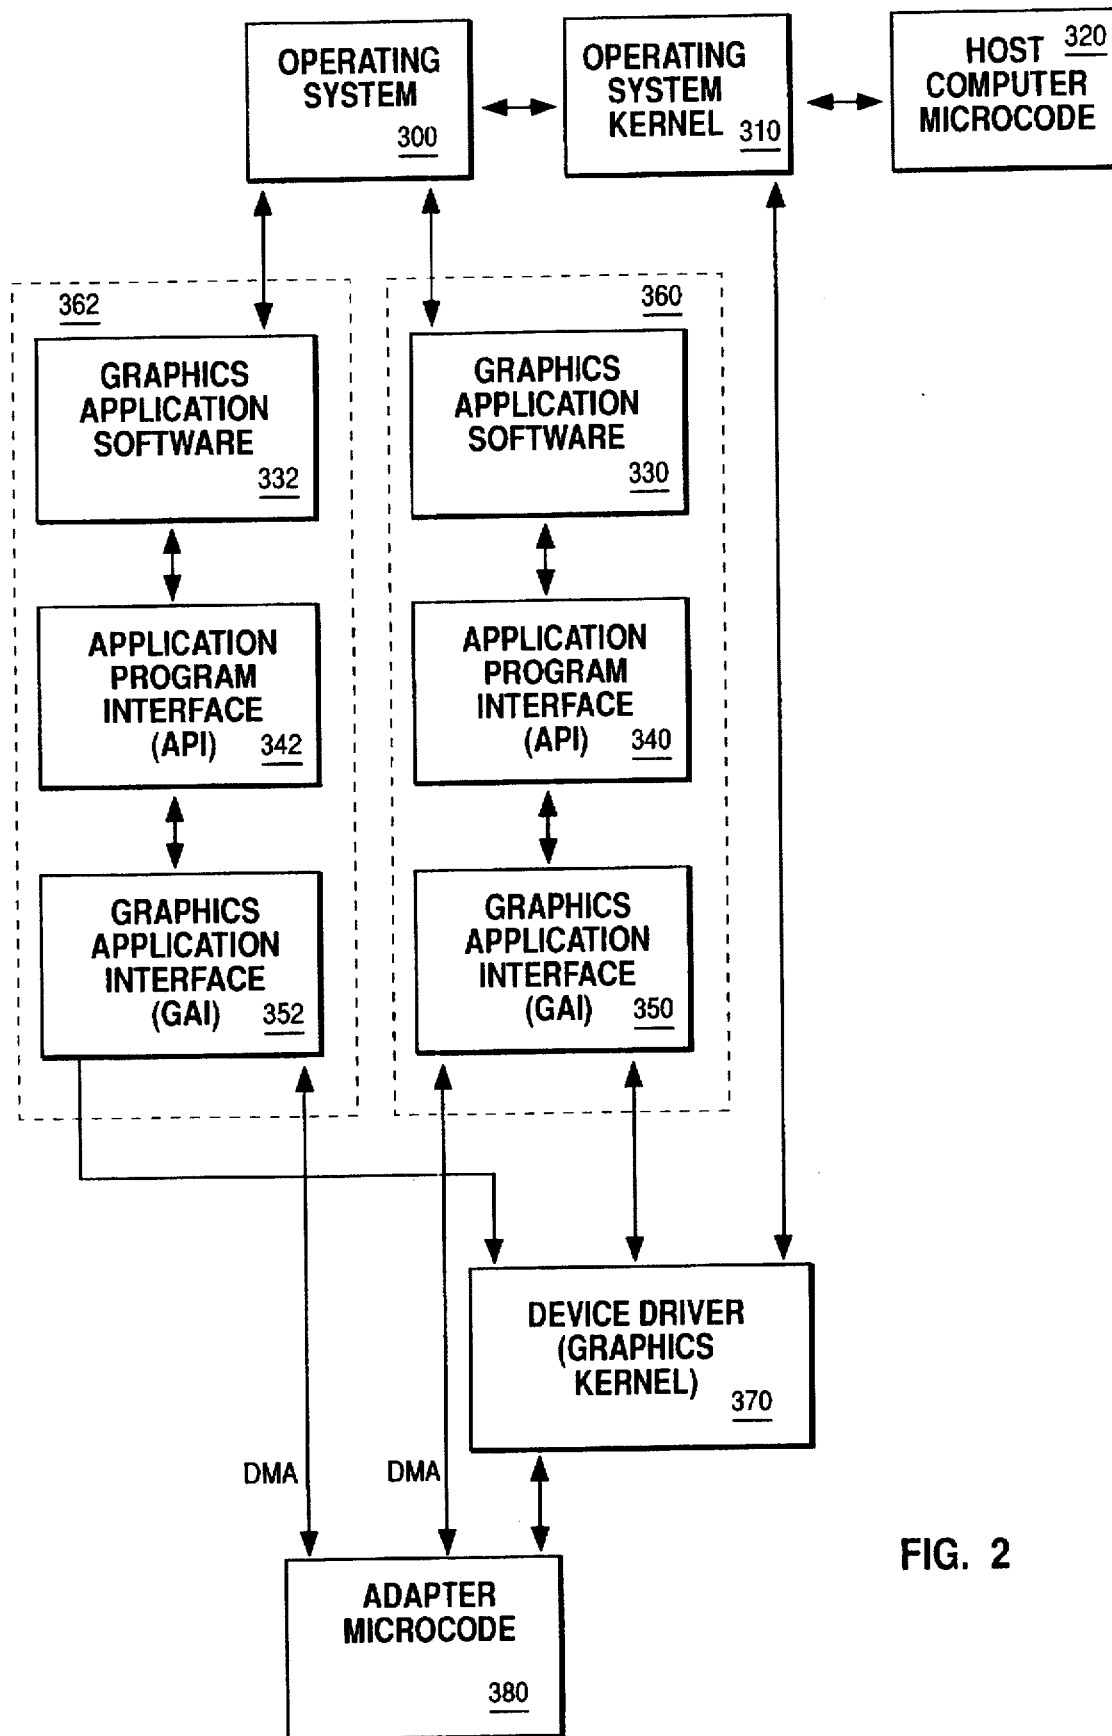 OPERATING
SYSTEM
300
OPERATING
SYSTEM
KERNEL
310
HOST
320
COMPUTER
MICROCODE
362
GRAPHICS
APPLICATION
SOFTWARE
332
APPLICATION
PROGRAM
INTERFACE
(API)
342
GRAPHICS
APPLICATION
INTERFACE
(GAI)
352
360
GRAPHICS
APPLICATION
SOFTWARE
330
APPLICATION
PROGRAM
INTERFACE
(API)
340
GRAPHICS
APPLICATION
INTERFACE
(GAI)
350
DEVICE DRIVER
(GRAPHICS
KERNEL)
370
DMA
DMA
ADAPTER
MICROCODE
380
FIG. 2